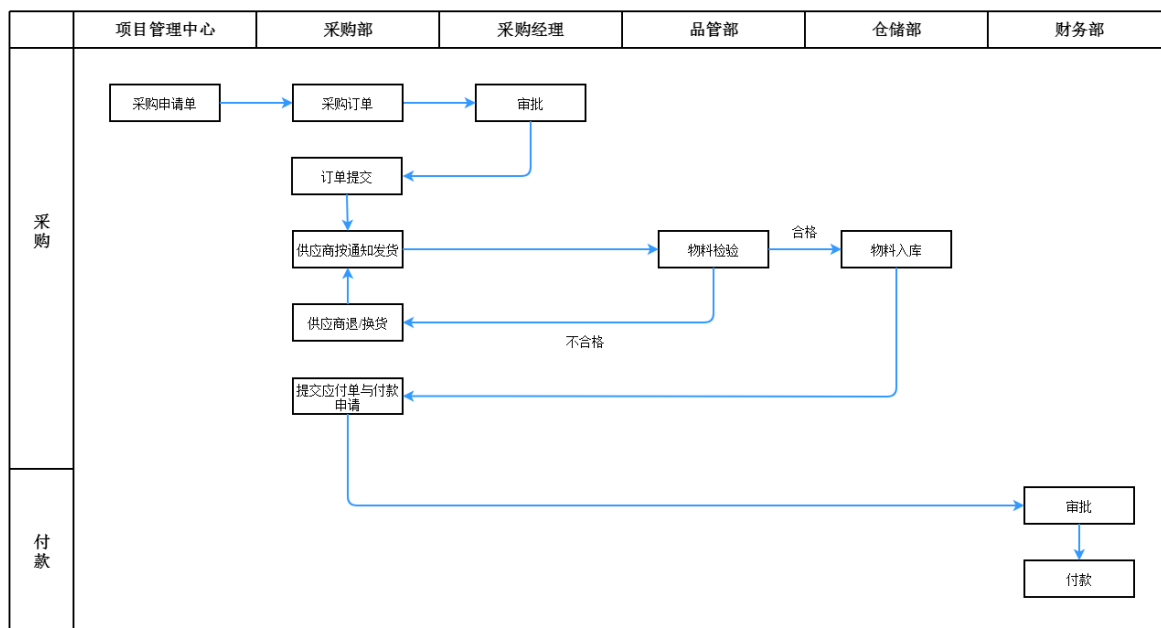 项目管理中心
采购部
采购经理
品管部
仓储部
财务部
采购
采购申请单
采购订单
审批
订单提交
供应商按通知发货
物料检验
合格
物料入库
供应商退/换货
不合格
提交应付单与付款
申请
付款
审批
付款